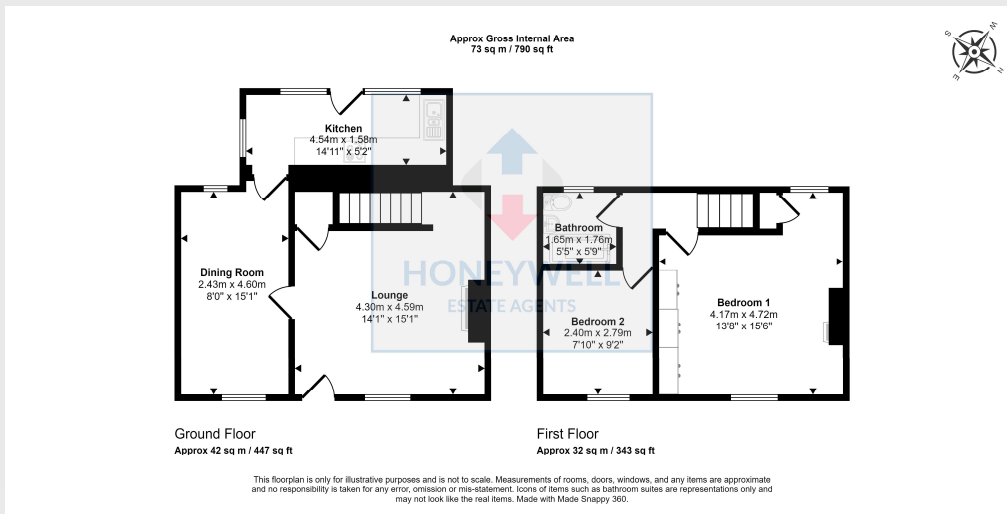 Approx Gross Internal Area
73 sq m / 790 sq ft
W
S
N
E
Kitchen
4.54m x 1.58m
14'11" x 5'2"
Dining Room
2.43m x 4.60m
8'0" x 15'1"
Lounge
4.30m x 4.59m
14'1" x 15'1"
Bathroom
1.65m x 1.76m
5'5" x 5'9"
Bedroom 2
2.40m x 2.79m
7'10" x 9'2"
Bedroom 1
4.17m x 4.72m
13'8" x 15'6"
HONEYWELL
ESTATE AGENTS
Ground Floor
Approx 42 sq m / 447 sq ft
First Floor
Approx 32 sq m / 343 sq ft
This floorplan is only for illustrative purposes and is not to scale. Measurements of rooms, doors, windows, and any items are approximate
and no responsibility is taken for any error, omission or mis-statement. Icons of items such as bathroom suites are representations only and
may not look like the real items. Made with Made Snappy 360.